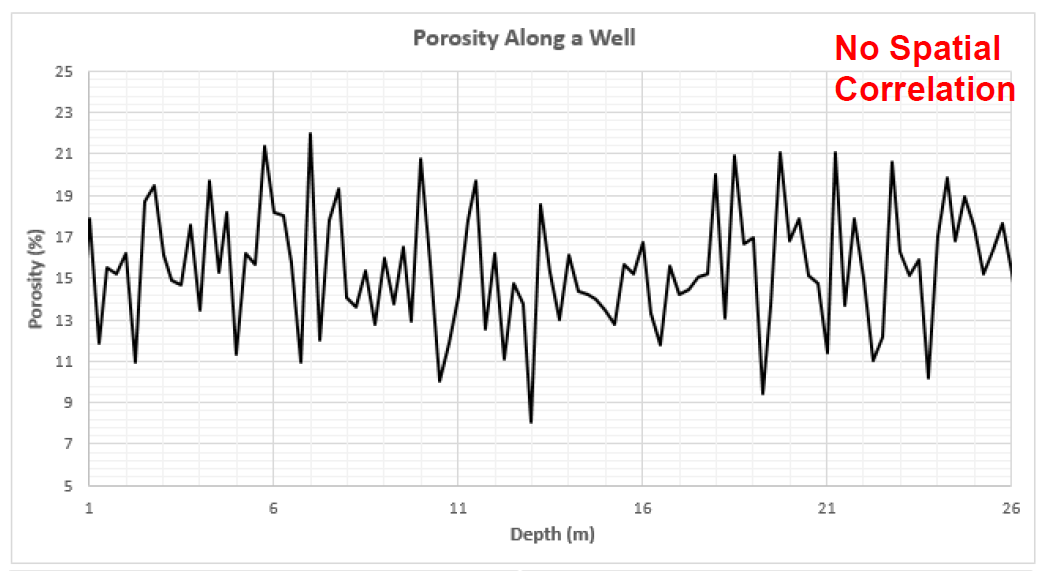 Porosity Along a Well
No Spatial
Correlation
25
23
21
19
17
15
13
11
9
7
5
Porosity (%)
1 6 11 16 21 26
Depth (m)